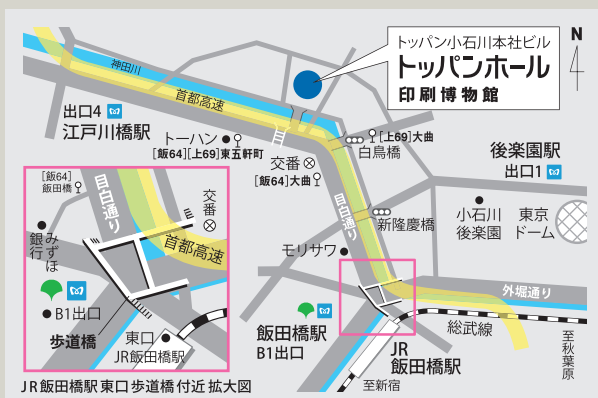 トッパン小石川本社ビル
トッパンホール
印刷博物館
N
神田川
首都高速
出口4
江戸川橋駅
トーハン
[飯64][上69]東五軒町
[上69]大曲
白鳥橋
交番
[飯64]大曲
後楽園駅
出口1
目白通り
新隆慶橋
小石川
後楽園
東京
ドーム
モリサワ
外堀通り
飯田橋駅
B1出口
JR
飯田橋駅
総武線
至秋葉原
至新宿
[飯64]
飯田橋
目白通り
交番
首都高速
みずほ
銀行
B1出口
歩道橋
東口
JR飯田橋駅
JR飯田橋駅東口歩道橋付近拡大図